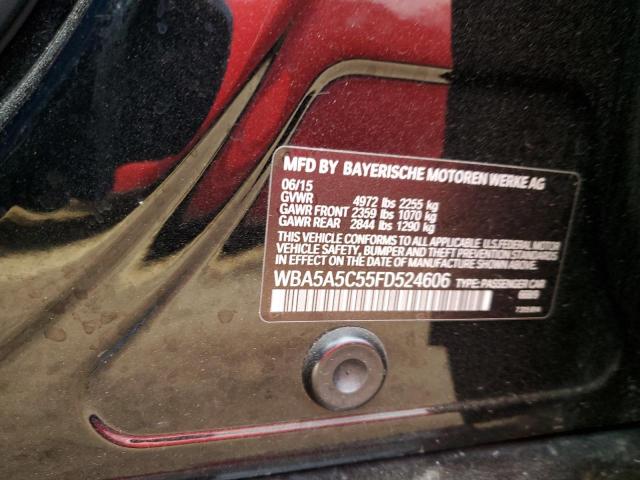 MFD BY BAYERISCHE MOTOREN WERKE AG
06/15
GVWR 4972 lbs 2255 kg
GAWR FRONT 2359 lbs 1070 kg
GAWR REAR 2844 lbs 1290 kg
THIS VEHICLE CONFORMS TO ALL APPLICABLE U.S. FEDERAL MOTOR
VEHICLE SAFETY, BUMPER AND THEFT PREVENTION STANDARDS
IN EFFECT ON THE DATE OF MANUFACTURE SHOWN ABOVE.
WBA5A5C55FD524606 TYPE: PASSENGER CAR